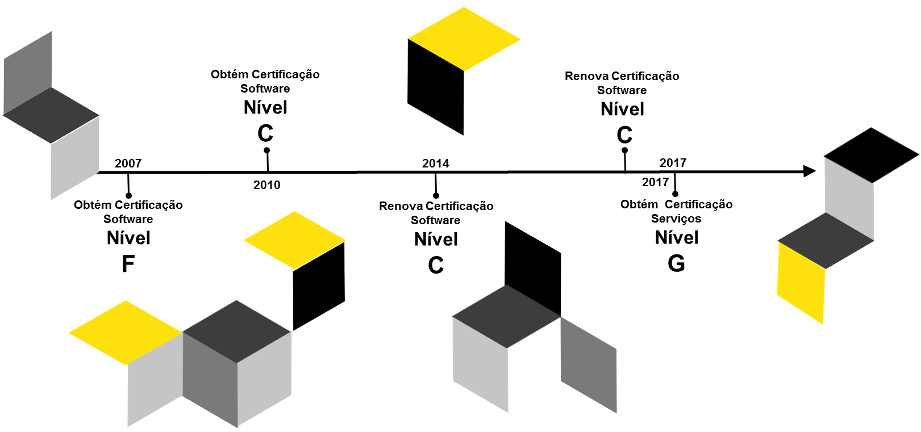 Obtém Certificação
Software
Nível
C
Renova Certificação
Software
Nível
C
2007
2014
2017
2010
2017
Obtém Certificação
Software
Nível
F
Renova Certificação
Software
Nível
C
Obtém Certificação
Serviços
Nível
G